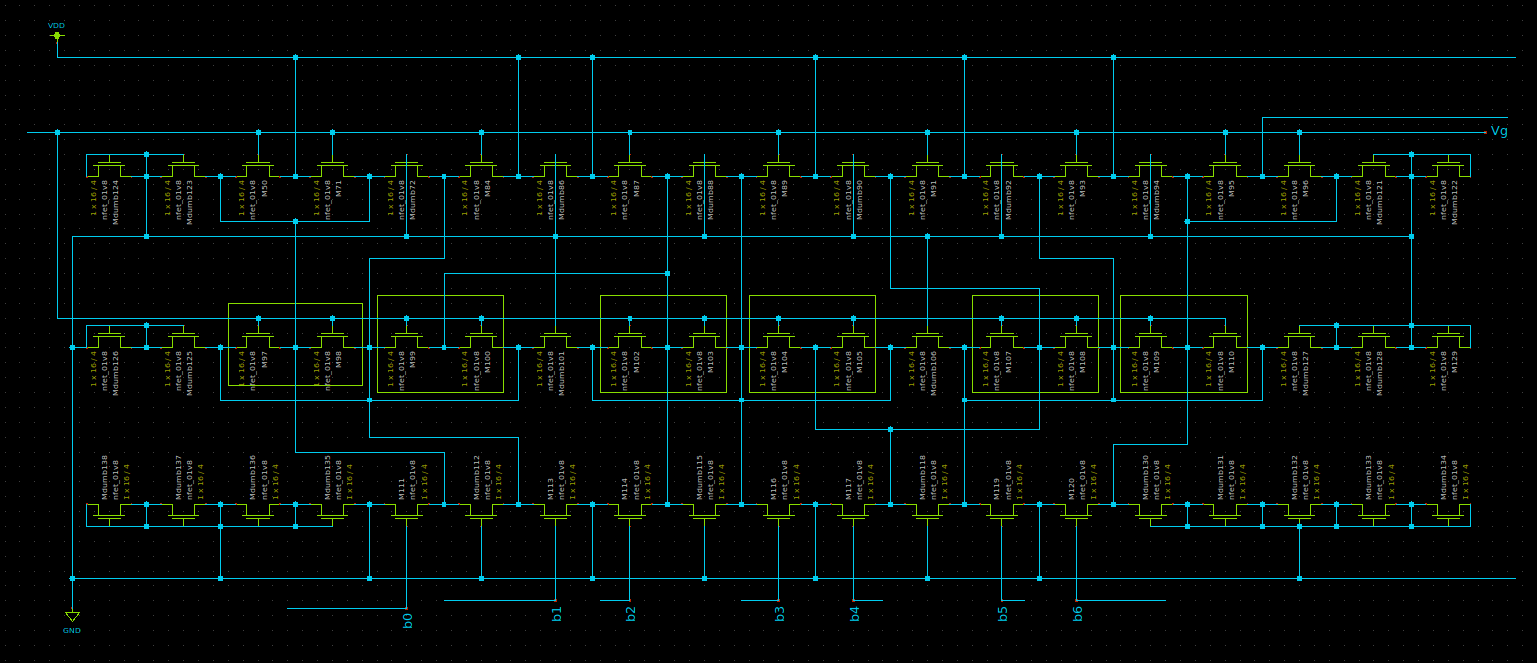 VDD
Vg
1 x 16 / 4
nfet_01v8
Mdumb124
1 x 16 / 4
nfet_01v8
Mdumb123
1 x 16 / 4
nfet_01v8
M50
1 x 16 / 4
nfet_01v8
M71
1 x 16 / 4
nfet_01v8
Mdumb72
1 x 16 / 4
nfet_01v8
M84
1 x 16 / 4
nfet_01v8
Mdumb86
1 x 16 / 4
nfet_01v8
M87
1 x 16 / 4
nfet_01v8
Mdumb88
1 x 16 / 4
nfet_01v8
M89
1 x 16 / 4
nfet_01v8
Mdumb90
1 x 16 / 4
nfet_01v8
M91
1 x 16 / 4
nfet_01v8
Mdumb92
1 x 16 / 4
nfet_01v8
M93
1 x 16 / 4
nfet_01v8
Mdumb94
1 x 16 / 4
nfet_01v8
M95
1 x 16 / 4
nfet_01v8
M96
1 x 16 / 4
nfet_01v8
Mdumb121
1 x 16 / 4
nfet_01v8
Mdumb122
1 x 16 / 4
nfet_01v8
Mdumb126
1 x 16 / 4
nfet_01v8
Mdumb125
1 x 16 / 4
nfet_01v8
M97
1 x 16 / 4
nfet_01v8
M98
1 x 16 / 4
nfet_01v8
M99
1 x 16 / 4
nfet_01v8
M100
1 x 16 / 4
nfet_01v8
Mdumb101
1 x 16 / 4
nfet_01v8
M102
1 x 16 / 4
nfet_01v8
M103
1 x 16 / 4
nfet_01v8
M104
1 x 16 / 4
nfet_01v8
M105
1 x 16 / 4
nfet_01v8
Mdumb106
1 x 16 / 4
nfet_01v8
M107
1 x 16 / 4
nfet_01v8
M108
1 x 16 / 4
nfet_01v8
M109
1 x 16 / 4
nfet_01v8
M110
1 x 16 / 4
nfet_01v8
Mdumb127
1 x 16 / 4
nfet_01v8
Mdumb128
1 x 16 / 4
nfet_01v8
M129
Mdumb138
nfet_01v8
1 x 16 / 4
Mdumb137
nfet_01v8
1 x 16 / 4
Mdumb136
nfet_01v8
1 x 16 / 4
Mdumb135
nfet_01v8
1 x 16 / 4
M111
nfet_01v8
1 x 16 / 4
Mdumb112
nfet_01v8
1 x 16 / 4
M113
nfet_01v8
1 x 16 / 4
M114
nfet_01v8
1 x 16 / 4
Mdumb115
nfet_01v8
1 x 16 / 4
M116
nfet_01v8
1 x 16 / 4
M117
nfet_01v8
1 x 16 / 4
Mdumb118
nfet_01v8
1 x 16 / 4
M119
nfet_01v8
1 x 16 / 4
M120
nfet_01v8
1 x 16 / 4
Mdumb130
nfet_01v8
1 x 16 / 4
Mdumb131
nfet_01v8
1 x 16 / 4
Mdumb132
nfet_01v8
1 x 16 / 4
Mdumb133
nfet_01v8
1 x 16 / 4
Mdumb134
nfet_01v8
1 x 16 / 4
b0
b1
b2
b3
b4
b5
b6
GND